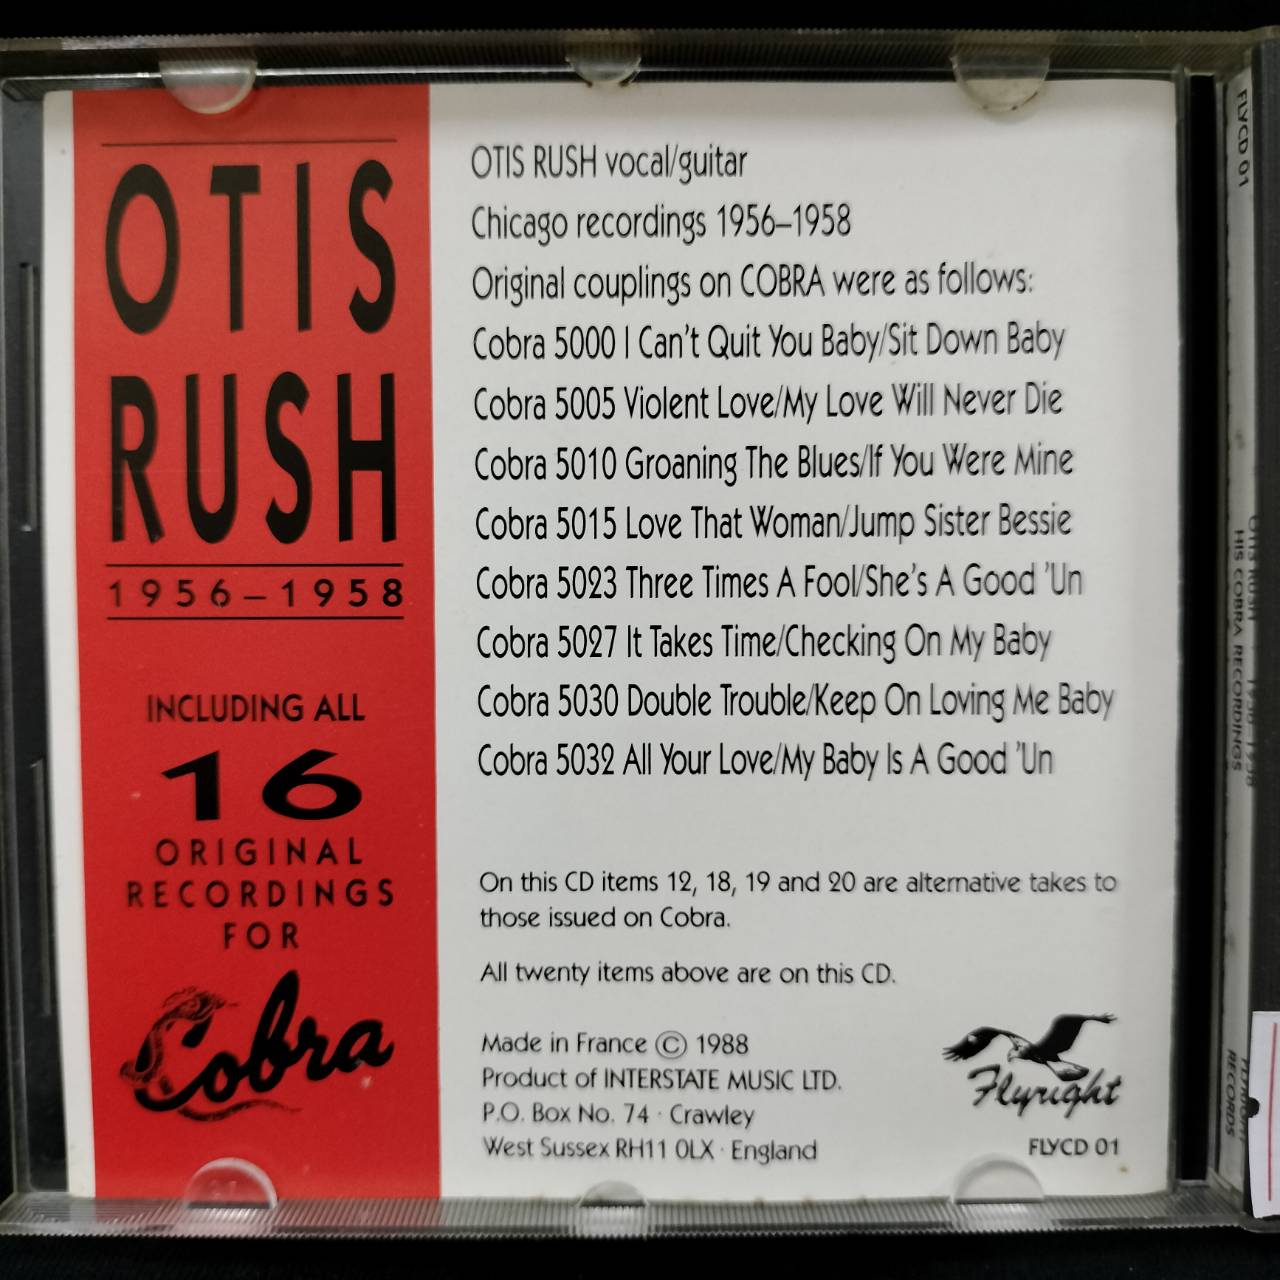 OTIS
RUSH
1956–1958
INCLUDING ALL
16
ORIGINAL
RECORDINGS
FOR
Cobra
OTIS RUSH vocal/guitar
Chicago recordings 1956–1958
Original couplings on COBRA were as follows:
Cobra 5000 I Can't Quit You Baby/Sit Down Baby
Cobra 5005 Violent Love/My Love Will Never Die
Cobra 5010 Groaning The Blues/If You Were Mine
Cobra 5015 Love That Woman/Jump Sister Bessie
Cobra 5023 Three Times A Fool/She's A Good 'Un
Cobra 5027 It Takes Time/Checking On My Baby
Cobra 5030 Double Trouble/Keep On Loving Me Baby
Cobra 5032 All Your Love/My Baby Is A Good 'Un
On this CD items 12, 18, 19 and 20 are alternative takes to
those issued on Cobra.
All twenty items above are on this CD.
Made in France © 1988
Product of INTERSTATE MUSIC LTD.
P.O. Box No. 74 · Crawley
West Sussex RH11 0LX · England
Flyright
FLYCD 01
FLYCD 01
OTIS RUSH 1956–1958
HIS COBRA RECORDINGS
FLYRIGHT
RECORDS